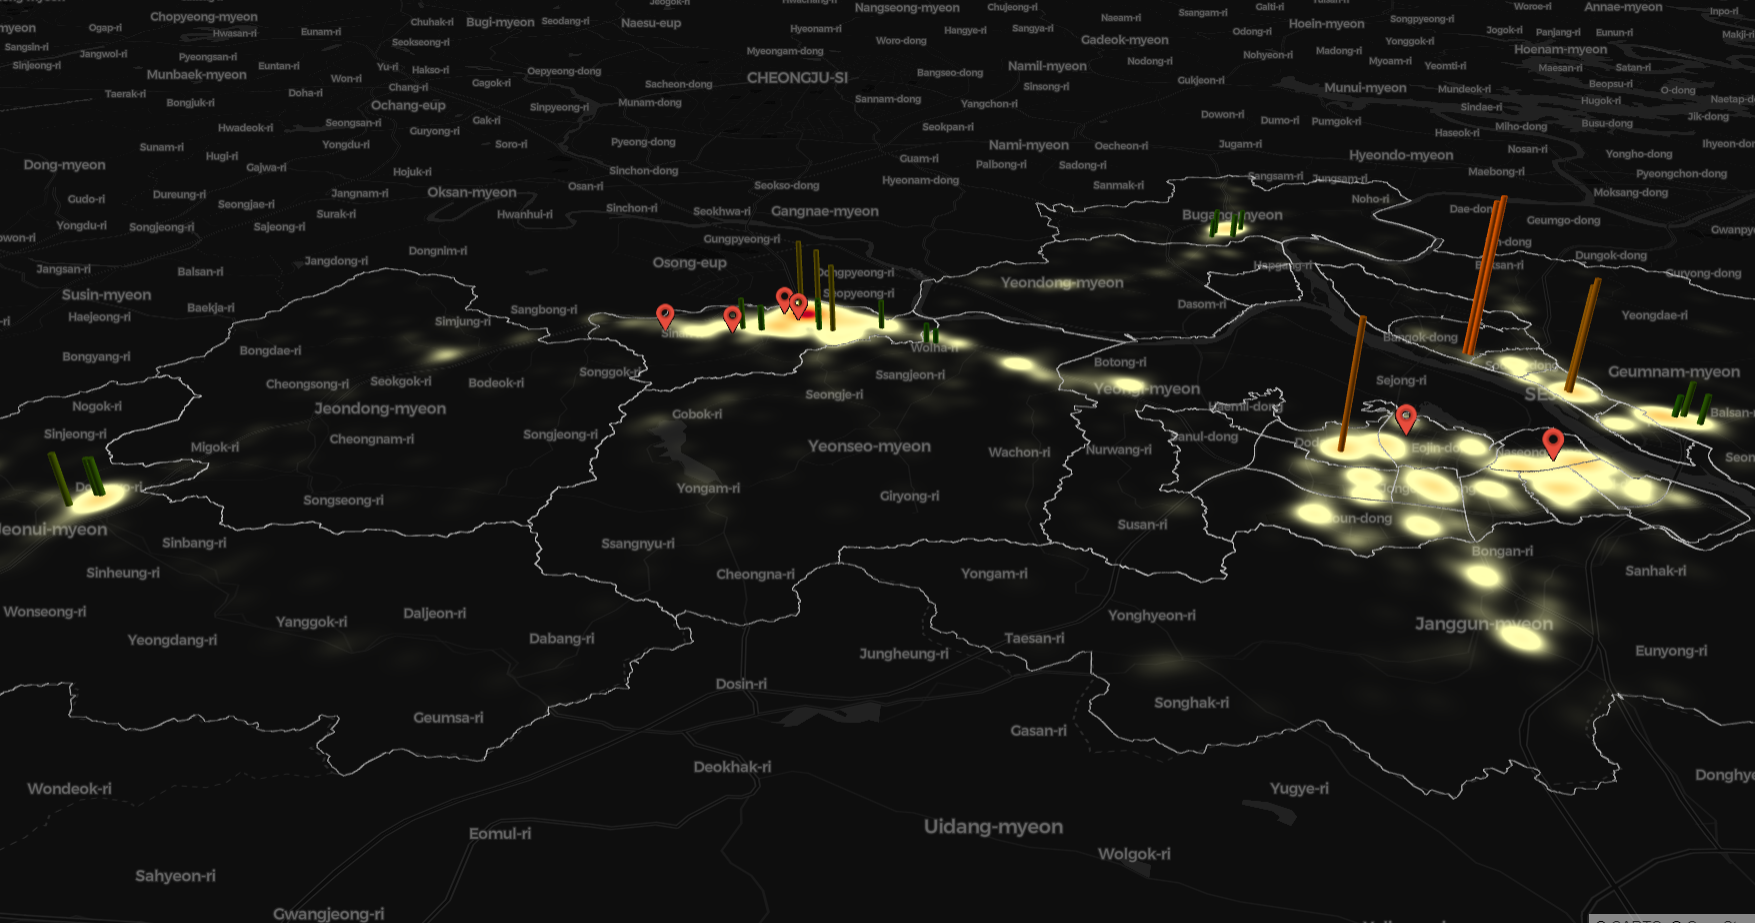 Chopyeong-myeon
Ogap-ri
Hwasan-ri
Eunam-ri
Chuhak-ri
Bugi-myeon
Seodang-ri
Naesu-eup
Nangseong-myeon
Chujeong-ri
Hyeonam-ri
Hangye-ri
Sangya-ri
Naeam-ri
Ssangam-ri
Galti-ri
Hoein-myeon
Songpyeong-ri
Woroe-ri
Annae-myeon
Inpo-ri
Sangsin-ri
Jangwol-ri
Pyeongsan-ri
Seokseong-ri
Myeongam-dong
Woro-dong
Gadeok-myeon
Odong-ri
Yonggok-ri
Jogok-ri
Panjang-ri
Eunun-ri
Hoenam-myeon
Sinjeong-ri
Munbaek-myeon
Euntan-ri
Yu-ri
Hakso-ri
Won-ri
Gagok-ri
Oepyeong-dong
CHEONGJU-SI
Bangseo-dong
Namil-myeon
Nodong-ri
Nohyeon-ri
Madong-ri
Myoam-ri
Yeomti-ri
Maesan-ri
Satan-ri
Taerak-ri
Bongjuk-ri
Doha-ri
Chang-ri
Ochang-eup
Sinpyeong-ri
Sacheon-dong
Munam-dong
Sannam-dong
Sinsong-ri
Yangchon-ri
Gukjeon-ri
Munui-myeon
Mundeok-ri
Sindae-ri
Beopsu-ri
Hugok-ri
O-dong
Hwadeok-ri
Seongsan-ri
Guryong-ri
Gak-ri
Seokpan-ri
Dowon-ri
Dumo-ri
Pumgok-ri
Haseok-ri
Miho-dong
Busu-dong
Jik-dong
Sunam-ri
Hugi-ri
Yongdu-ri
Soro-ri
Pyeong-dong
Nami-myeon
Oecheon-ri
Jugam-ri
Hyeondo-myeon
Nosan-ri
Yongho-dong
Dong-myeon
Gajwa-ri
Hojuk-ri
Sinchon-dong
Guam-ri
Palbong-ri
Sadong-ri
Maebong-ri
Pyeongchon-dong
Gudo-ri
Dureung-ri
Jangnam-ri
Oksan-myeon
Osan-ri
Seokso-dong
Hyeonam-dong
Sanmak-ri
Sangsam-ri
Jungsam-ri
Noho-ri
Moksang-dong
Seongjae-ri
Surak-ri
Hwanhui-ri
Sinchon-ri
Seokhwa-ri
Gangnae-myeon
Dae-don
Geumgo-dong
Yongdu-ri
Songjeong-ri
Sajeong-ri
Dongnim-ri
Gungpyeong-ri
Jangsan-ri
Balsan-ri
Jangdong-ri
Osong-eup
Dongpyeong-ri
Yeondong-myeon
Dungok-dong
Susin-myeon
Baekja-ri
Sangbong-ri
Dasom-ri
Haejeong-ri
Simjung-ri
Yeongdae-ri
Bongyang-ri
Bongdae-ri
Botong-ri
Songgok-ri
Ssangjeon-ri
Sejong-ri
Geumnam-myeon
Cheongsong-ri
Seokgok-ri
Bodeok-ri
Seongje-ri
Nogok-ri
Jeondong-myeon
Gobok-ri
Sinjeong-ri
Migok-ri
Cheongnam-ri
Songjeong-ri
Yeonseo-myeon
Wachon-ri
Nurwang-ri
Songseong-ri
Yongam-ri
Giryong-ri
Susan-ri
Sinbang-ri
Ssangnyu-ri
Bongan-ri
Sinheung-ri
Cheongna-ri
Yongam-ri
Sanhak-ri
Wonseong-ri
Yanggok-ri
Daljeon-ri
Yonghyeon-ri
Janggun-myeon
Yeongdang-ri
Dabang-ri
Jungheung-ri
Taesan-ri
Eunyong-ri
Dosin-ri
Songhak-ri
Geumsa-ri
Gasan-ri
Wondeok-ri
Deokhak-ri
Yugye-ri
Eomul-ri
Uidang-myeon
Wolgok-ri
Sahyeon-ri
Gwangjeong-ri